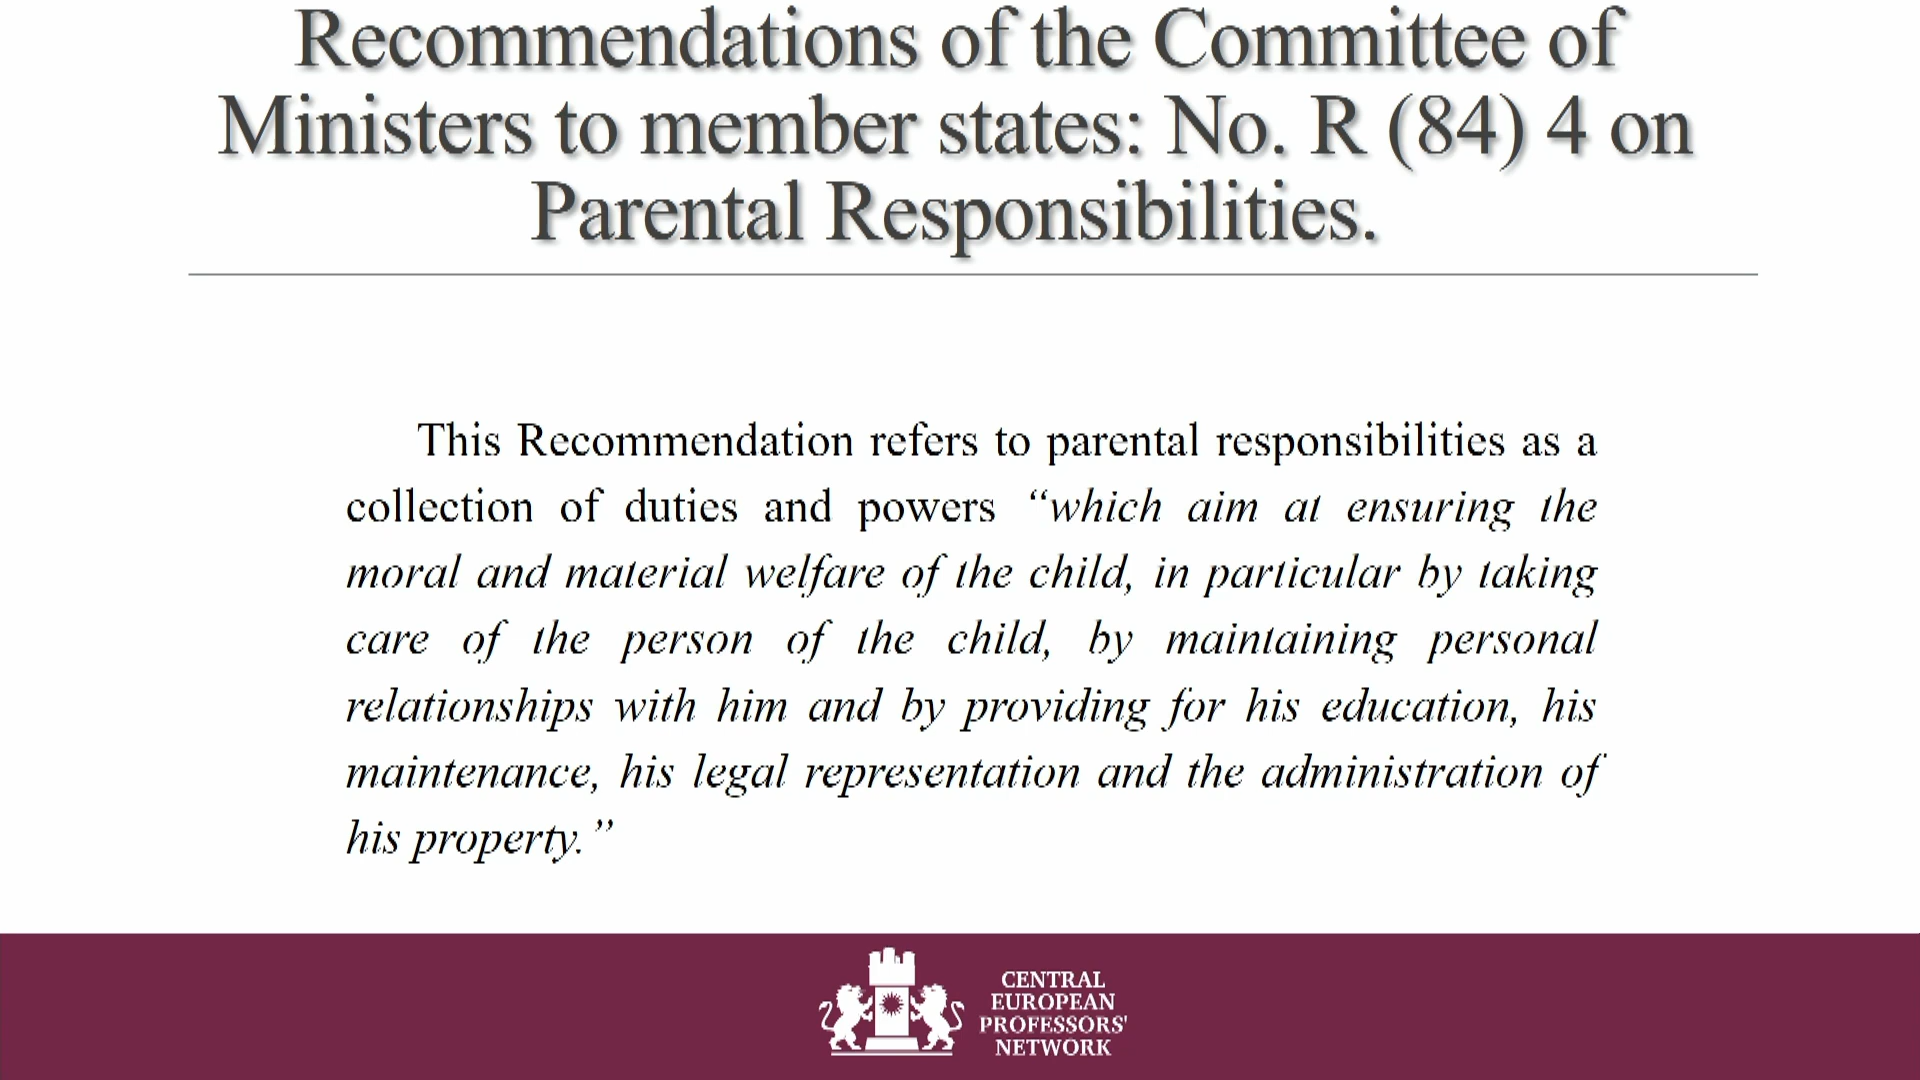 Recommendations of the Committee of
Ministers to member states: No. R (84) 4 on
Parental Responsibilities.
This Recommendation refers to parental responsibilities as a
collection of duties and powers “which aim at ensuring the
moral and material welfare of the child, in particular by taking
care of the person of the child, by maintaining personal
relationships with him and by providing for his education, his
maintenance, his legal representation and the administration of
his property.”
CENTRAL
EUROPEAN
PROFESSORS'
NETWORK